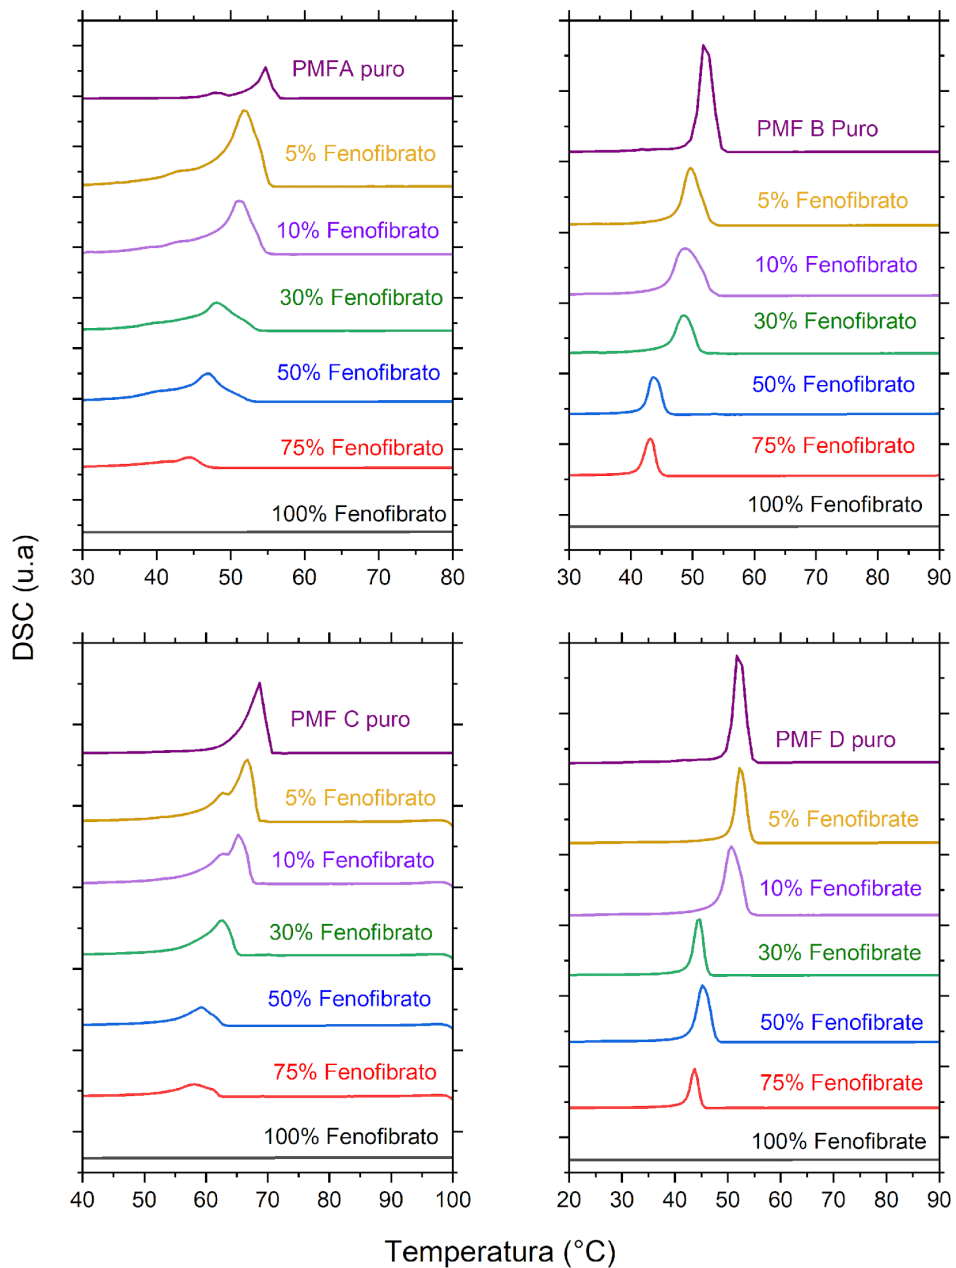 PMFA puro
5% Fenofibrato
10% Fenofibrato
30% Fenofibrato
50% Fenofibrato
75% Fenofibrato
100% Fenofibrato
30 40 50 60 70 80
PMF B Puro
5% Fenofibrato
10% Fenofibrato
30% Fenofibrato
50% Fenofibrato
75% Fenofibrato
100% Fenofibrato
30 40 50 60 70 80 90
DSC (u.a)
PMF C puro
5% Fenofibrato
10% Fenofibrato
30% Fenofibrato
50% Fenofibrato
75% Fenofibrato
100% Fenofibrato
40 50 60 70 80 90 100
PMF D puro
5% Fenofibrate
10% Fenofibrate
30% Fenofibrate
50% Fenofibrate
75% Fenofibrate
100% Fenofibrate
20 30 40 50 60 70 80 90
Temperatura (°C)